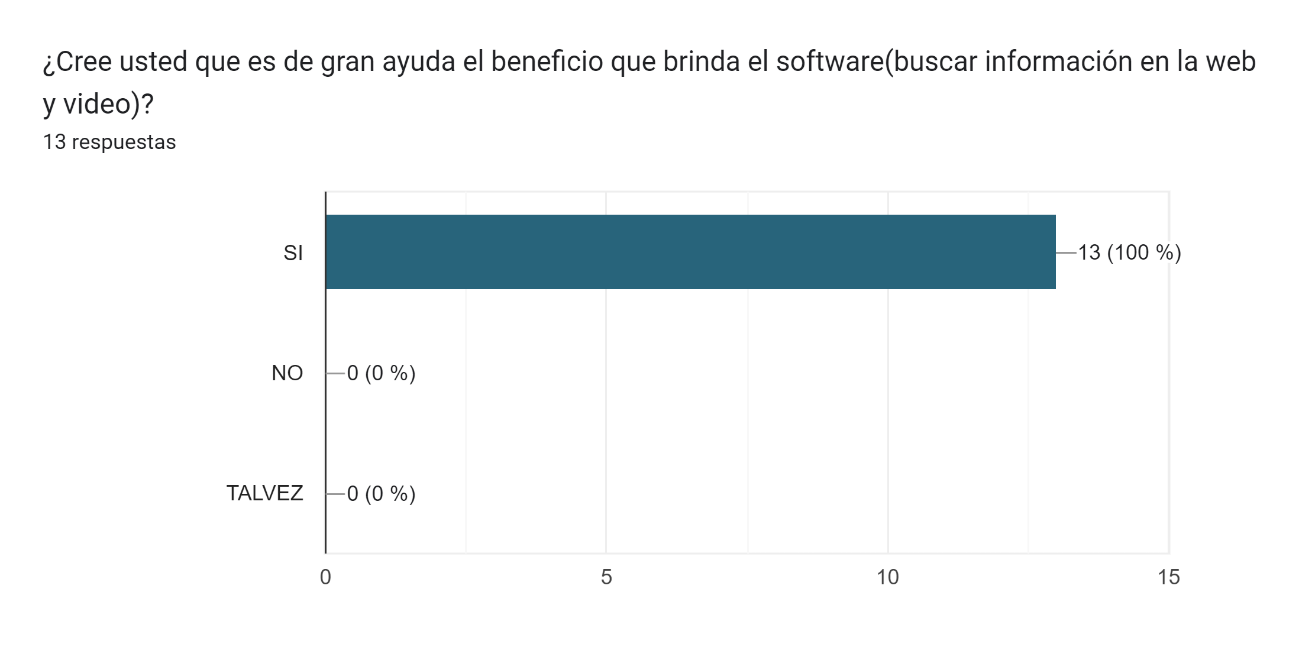 ¿Cree usted que es de gran ayuda el beneficio que brinda el software(buscar información en la web
y video)?
13 respuestas
SI
13 (100 %)
NO
0 (0 %)
TALVEZ
0 (0 %)
0
5
10
15